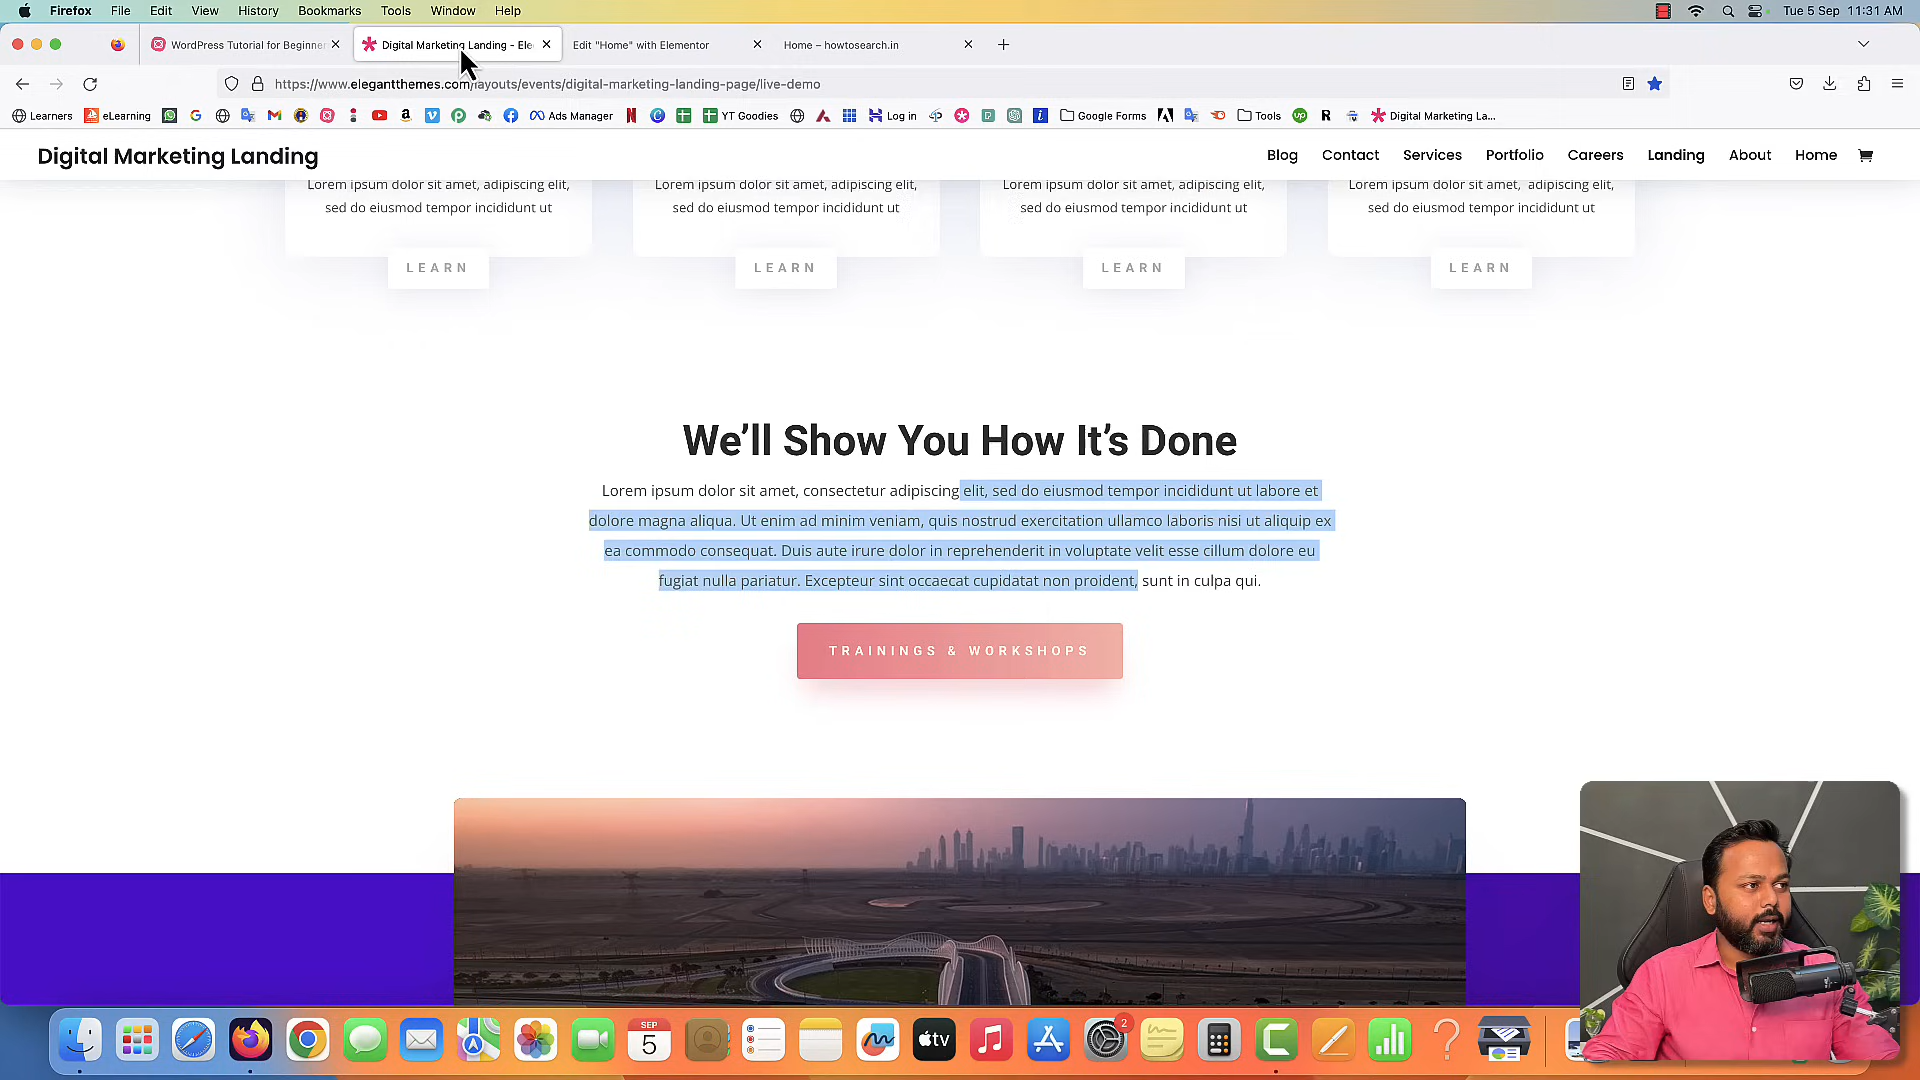 Firefox File Edit View History Bookmarks Tools Window Help
Tue 5 Sep 11:31 AM
WordPress Tutorial for Beginner
Digital Marketing Landing - Ele
Edit "Home" with Elementor
Home – howtosearch.in
https://www.elegantthemes.com/layouts/events/digital-marketing-landing-page/live-demo
Learners eLearning Ads Manager YT Goodies Log in Google Forms Tools Digital Marketing La...
Digital Marketing Landing
Blog Contact Services Portfolio Careers Landing About Home
Lorem ipsum dolor sit amet, adipiscing elit,
sed do eiusmod tempor incididunt ut
LEARN
Lorem ipsum dolor sit amet, adipiscing elit,
sed do eiusmod tempor incididunt ut
LEARN
Lorem ipsum dolor sit amet, adipiscing elit,
sed do eiusmod tempor incididunt ut
LEARN
Lorem ipsum dolor sit amet, adipiscing elit,
sed do eiusmod tempor incididunt ut
LEARN
We’ll Show You How It’s Done
Lorem ipsum dolor sit amet, consectetur adipiscing elit, sed do eiusmod tempor incididunt ut labore et
dolore magna aliqua. Ut enim ad minim veniam, quis nostrud exercitation ullamco laboris nisi ut aliquip ex
ea commodo consequat. Duis aute irure dolor in reprehenderit in voluptate velit esse cillum dolore eu
fugiat nulla pariatur. Excepteur sint occaecat cupidatat non proident, sunt in culpa qui.
TRAININGS & WORKSHOPS
SEP
5
tv
2